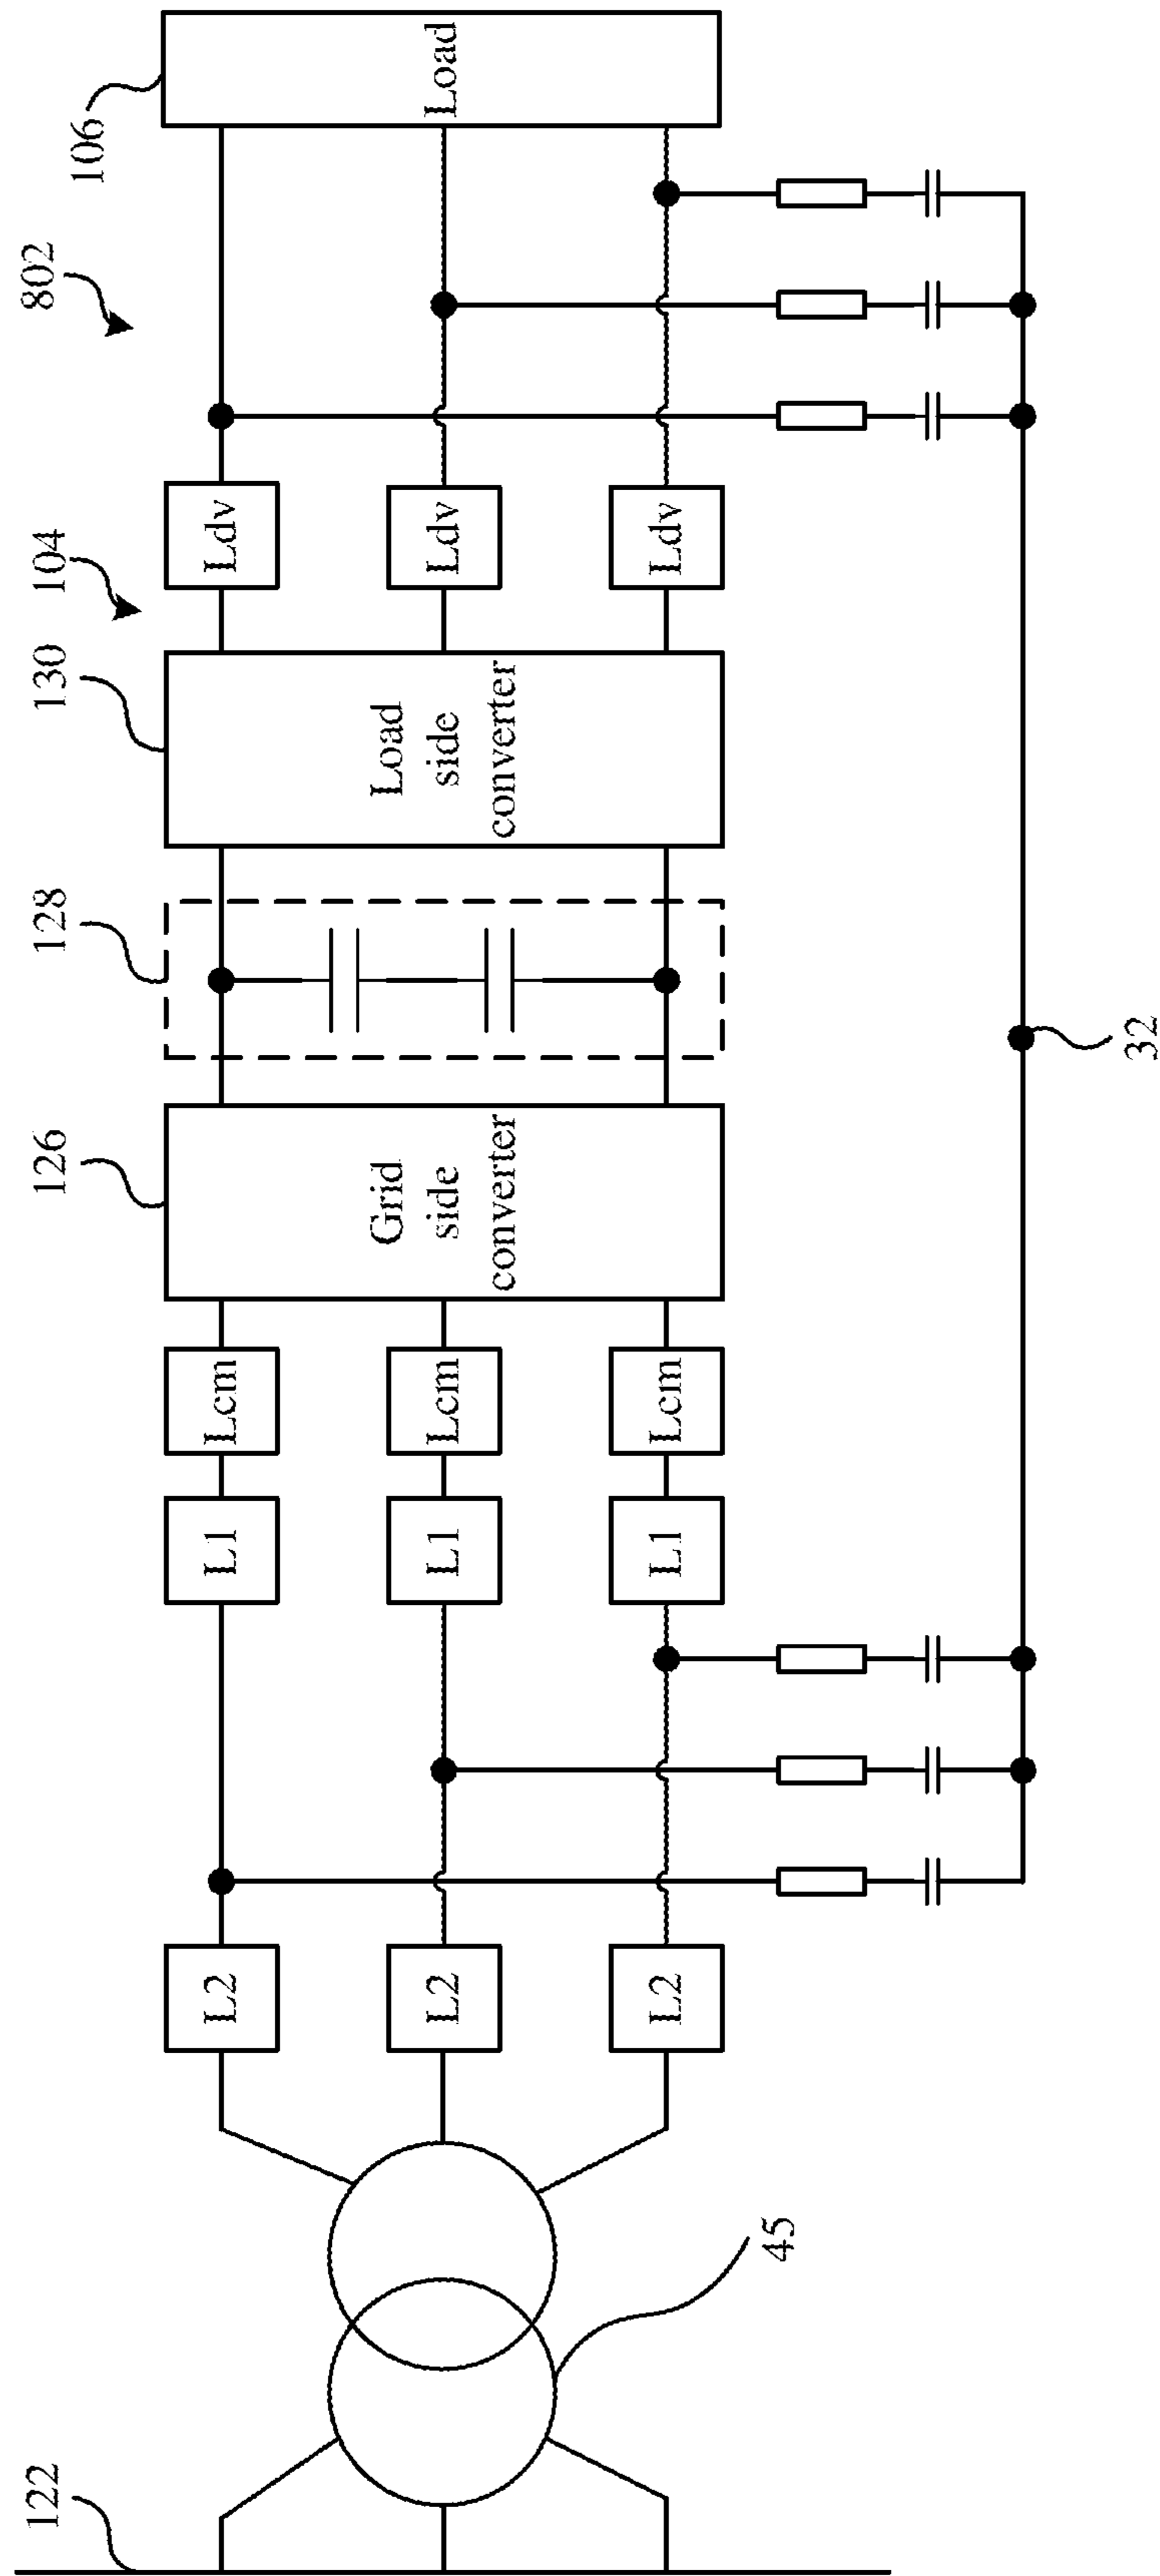 122
45
L2
L2
L2
L1
L1
L1
Lcm
Lcm
Lcm
126
Grid
side
converter
128
130
Load
side
converter
104
Ldv
Ldv
Ldv
802
106
Load
32